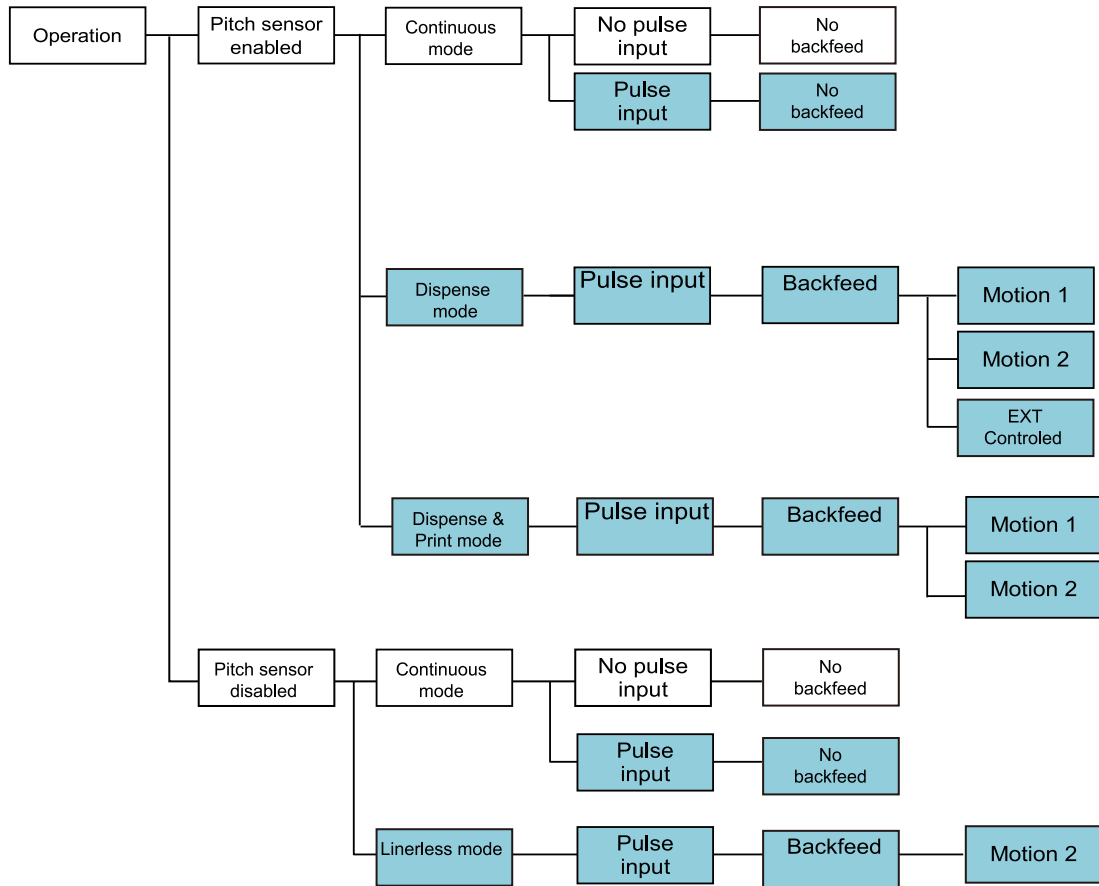 Operation
Pitch sensor
enabled
Continuous
mode
No pulse
input
No
backfeed
Pulse
input
No
backfeed
Dispense
mode
Pulse input
Backfeed
Motion 1
Motion 2
EXT
Controled
Dispense &
Print mode
Pulse input
Backfeed
Motion 1
Motion 2
Pitch sensor
disabled
Continuous
mode
No pulse
input
No
backfeed
Pulse
input
No
backfeed
Linerless mode
Pulse
input
Backfeed
Motion 2